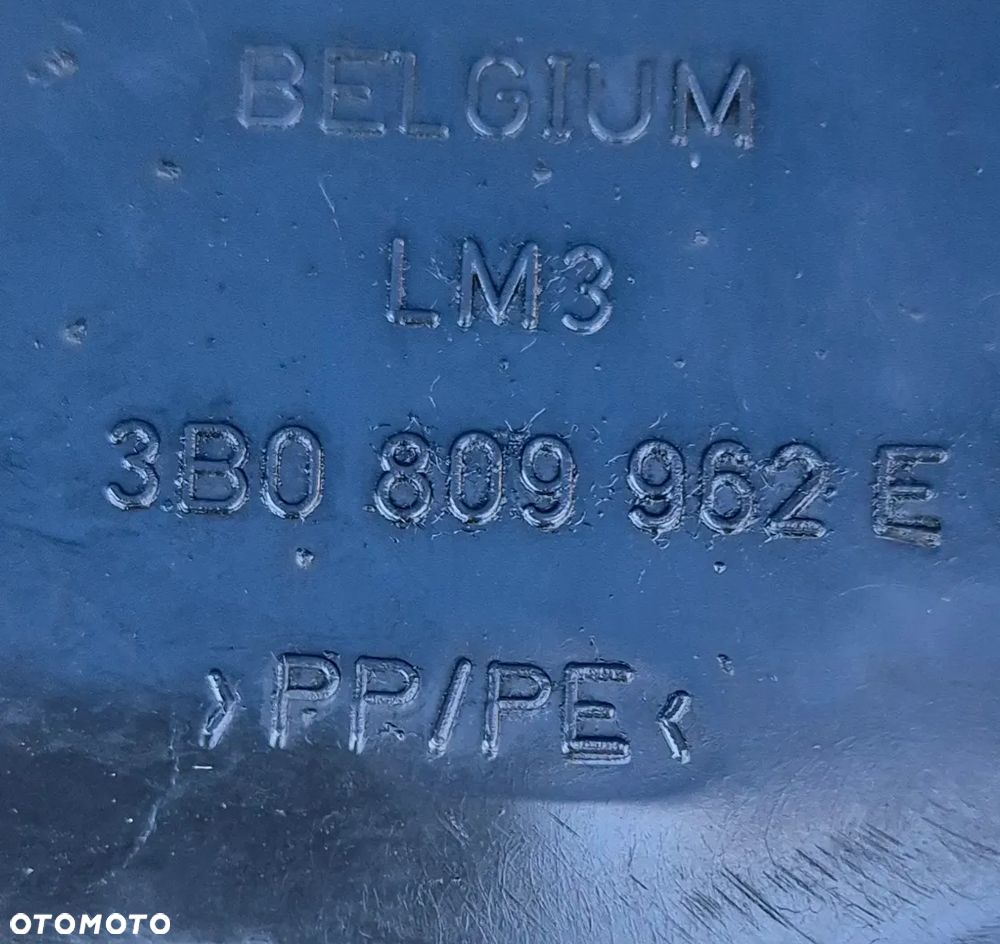 BELGIUM
LM3
3B0 809 962 E
>PP/PE<
OTOMOTO